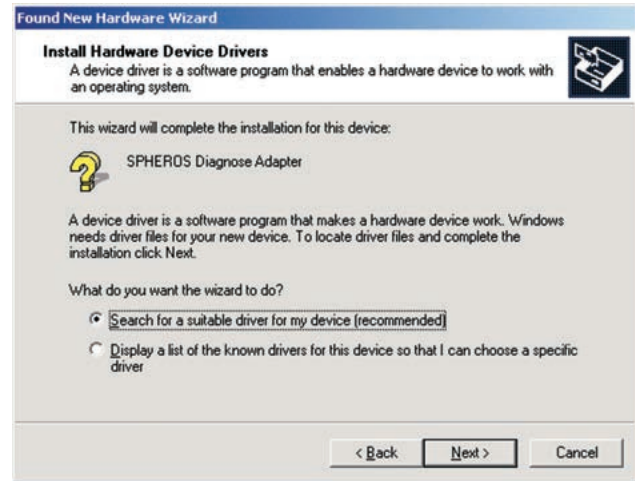 Found New Hardware Wizard
Install Hardware Device Drivers
A device driver is a software program that enables a hardware device to work with
an operating system.
This wizard will complete the installation for this device:
SPHEROS Diagnose Adapter
A device driver is a software program that makes a hardware device work. Windows
needs driver files for your new device. To locate driver files and complete the
installation click Next.
What do you want the wizard to do?
Search for a suitable driver for my device (recommended)
Display a list of the known drivers for this device so that I can choose a specific
driver
< Back Next > Cancel